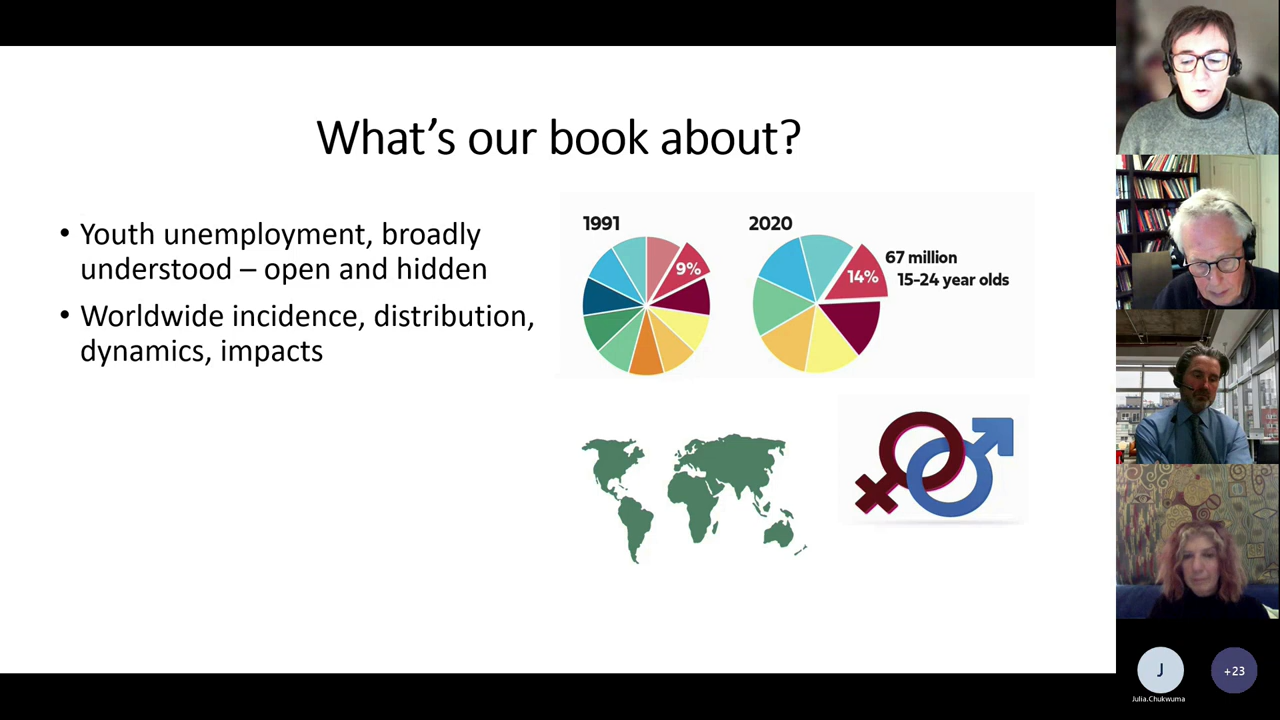 What's our book about?
• Youth unemployment, broadly
understood – open and hidden
• Worldwide incidence, distribution,
dynamics, impacts
1991
9%
2020
14%
67 million
15-24 year olds
J
Julia.Chukwuma
+23